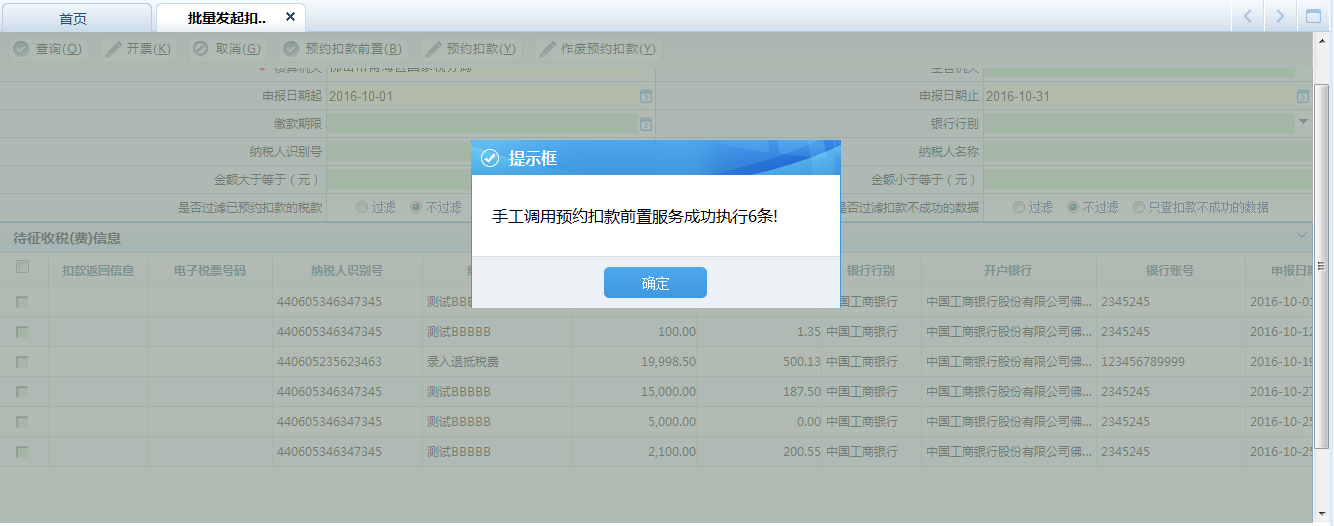 首页 批量发起扣..
查询(Q) 开票(K) 取消(G) 预约扣款前置(B) 预约扣款(Y) 作废预约扣款(Y)
* 核算机关 主管机关
申报日期起 2016-10-01 申报日期止 2016-10-31
缴款期限 银行行别
纳税人识别号 纳税人名称
金额大于等于（元） 金额小于等于（元）
是否过滤已预约扣款的税款 过滤 不过滤 是否过滤扣款不成功的数据 过滤 不过滤 只查扣款不成功的数据
提示框
手工调用预约扣款前置服务成功执行6条!
确定
待征收税(费)信息
扣款返回信息 电子税票号码 纳税人识别号 银行行别 开户银行 银行账号 申报日期
440605346347345 测试BBBBB 中国工商银行 中国工商银行股份有限公司佛... 2345245 2016-10-01
440605346347345 测试BBBBB 100.00 1.35 中国工商银行 中国工商银行股份有限公司佛... 2345245 2016-10-12
440605235623463 录入退抵税费 19,998.50 500.13 中国工商银行 中国工商银行股份有限公司佛... 123456789999 2016-10-19
440605346347345 测试BBBBB 15,000.00 187.50 中国工商银行 中国工商银行股份有限公司佛... 2345245 2016-10-27
440605346347345 测试BBBBB 5,000.00 0.00 中国工商银行 中国工商银行股份有限公司佛... 2345245 2016-10-25
440605346347345 测试BBBBB 2,100.00 200.55 中国工商银行 中国工商银行股份有限公司佛... 2345245 2016-10-25